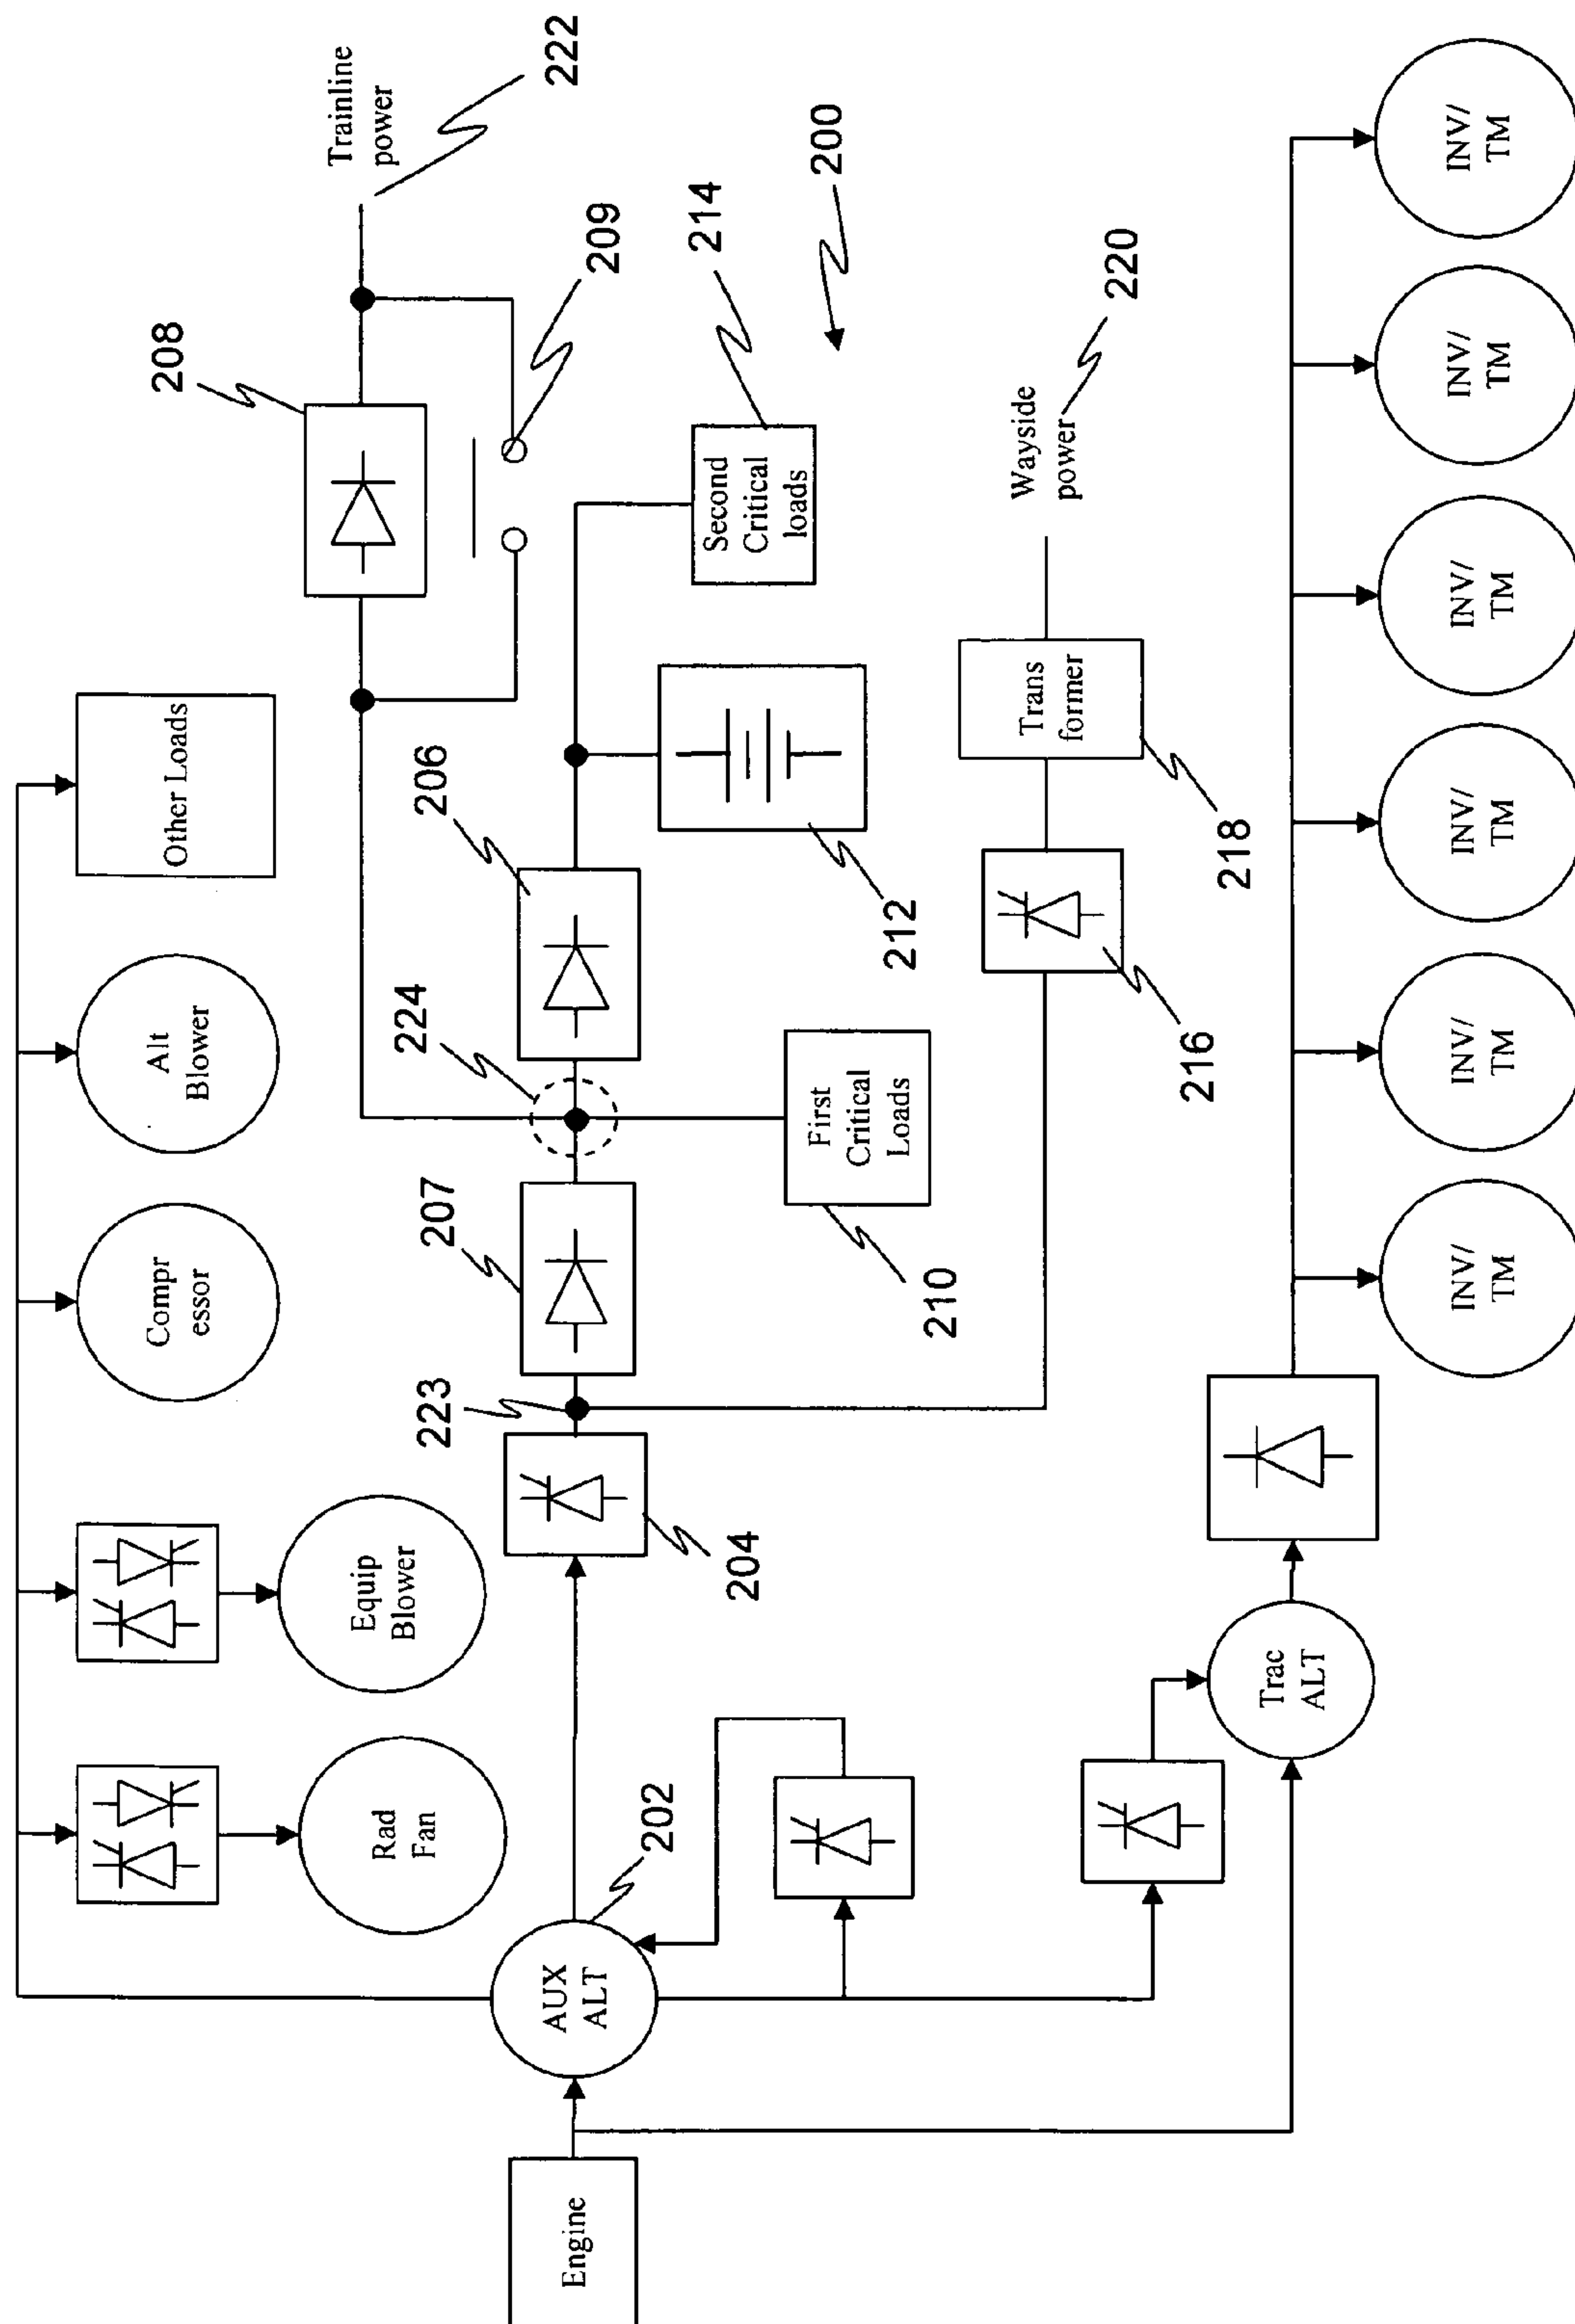 Trainline
power
222
208
209
Other Loads
200
214
Second
Critical
loads
206
212
Wayside
power
220
Trans
former
218
216
Alt
Blower
224
First
Critical
Loads
210
207
Compr
essor
223
204
Equip
Blower
Rad
Fan
202
AUX
ALT
Engine
Trac
ALT
INV/
TM
INV/
TM
INV/
TM
INV/
TM
INV/
TM
INV/
TM